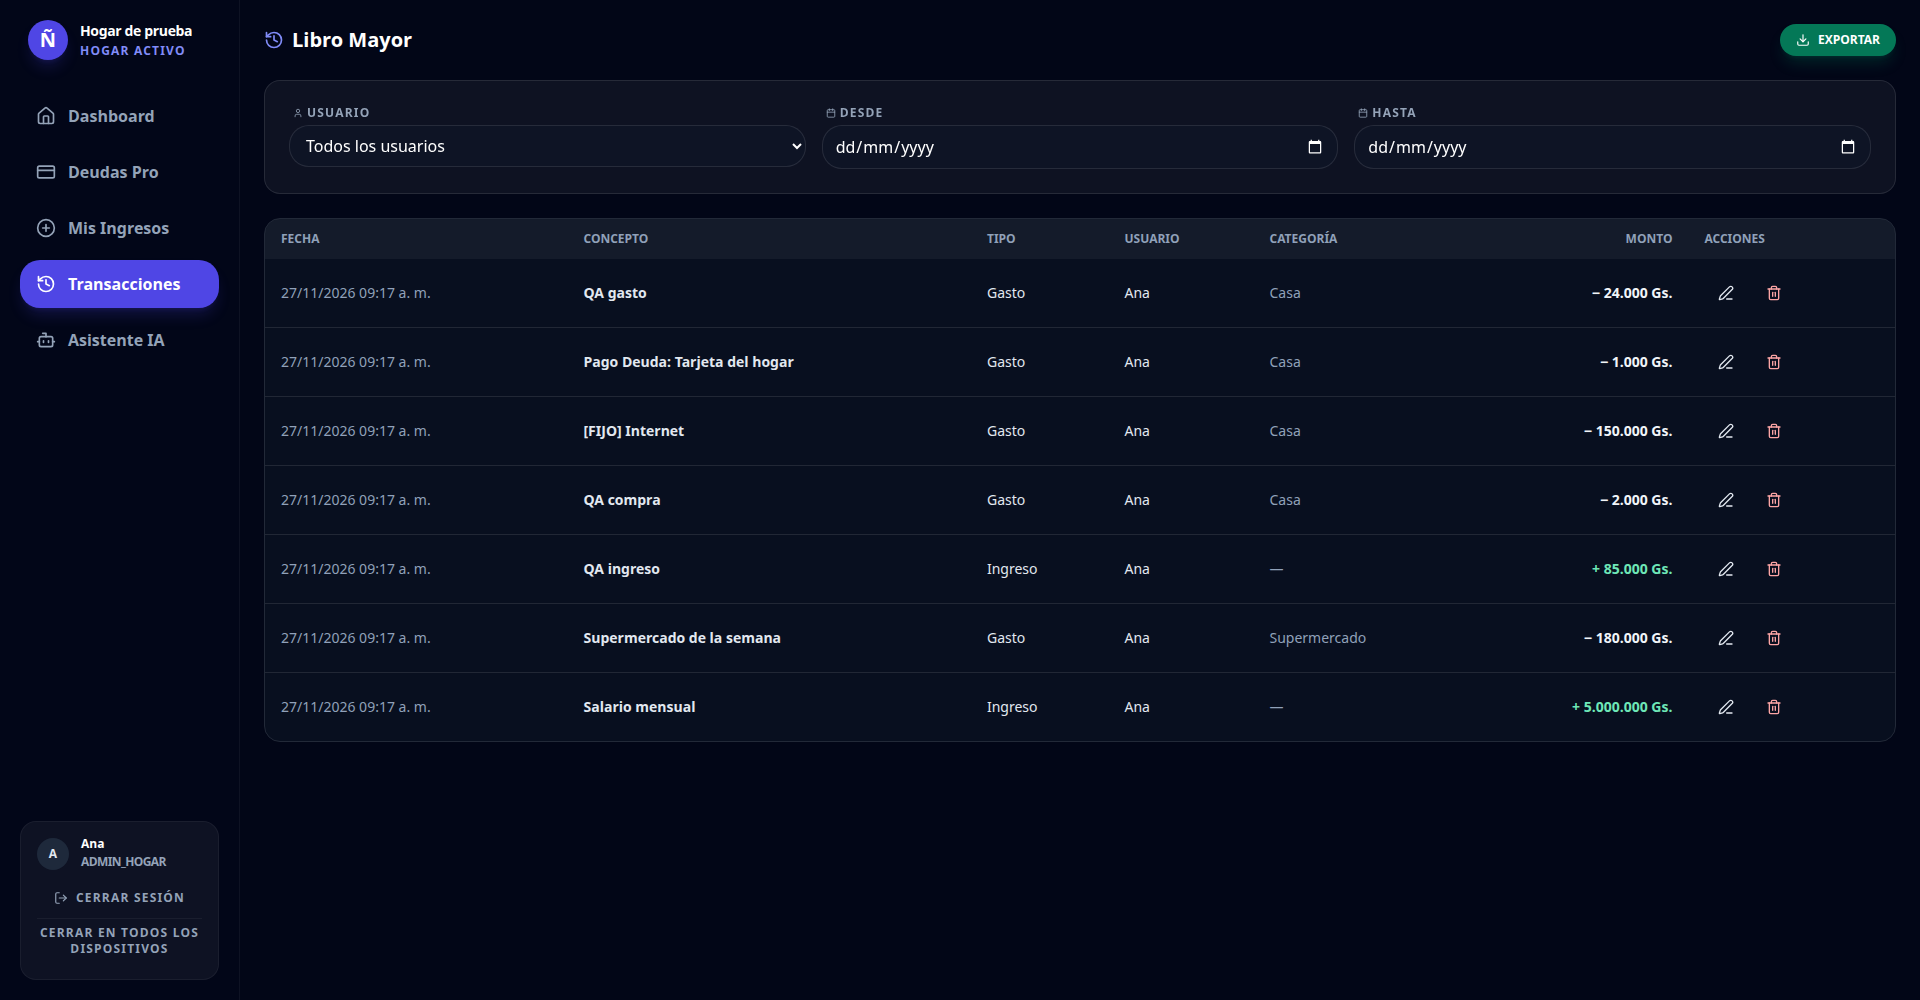 Ñ
Hogar de prueba
HOGAR ACTIVO
Dashboard
Deudas Pro
Mis Ingresos
Transacciones
Asistente IA
A
Ana
ADMIN_HOGAR
CERRAR SESIÓN
CERRAR EN TODOS LOS
DISPOSITIVOS
Libro Mayor
EXPORTAR
USUARIO DESDE HASTA
Todos los usuarios dd/mm/yyyy dd/mm/yyyy
FECHA CONCEPTO TIPO USUARIO CATEGORÍA MONTO ACCIONES
27/11/2026 09:17 a. m. QA gasto Gasto Ana Casa − 24.000 Gs.
27/11/2026 09:17 a. m. Pago Deuda: Tarjeta del hogar Gasto Ana Casa − 1.000 Gs.
27/11/2026 09:17 a. m. [FIJO] Internet Gasto Ana Casa − 150.000 Gs.
27/11/2026 09:17 a. m. QA compra Gasto Ana Casa − 2.000 Gs.
27/11/2026 09:17 a. m. QA ingreso Ingreso Ana — + 85.000 Gs.
27/11/2026 09:17 a. m. Supermercado de la semana Gasto Ana Supermercado − 180.000 Gs.
27/11/2026 09:17 a. m. Salario mensual Ingreso Ana — + 5.000.000 Gs.